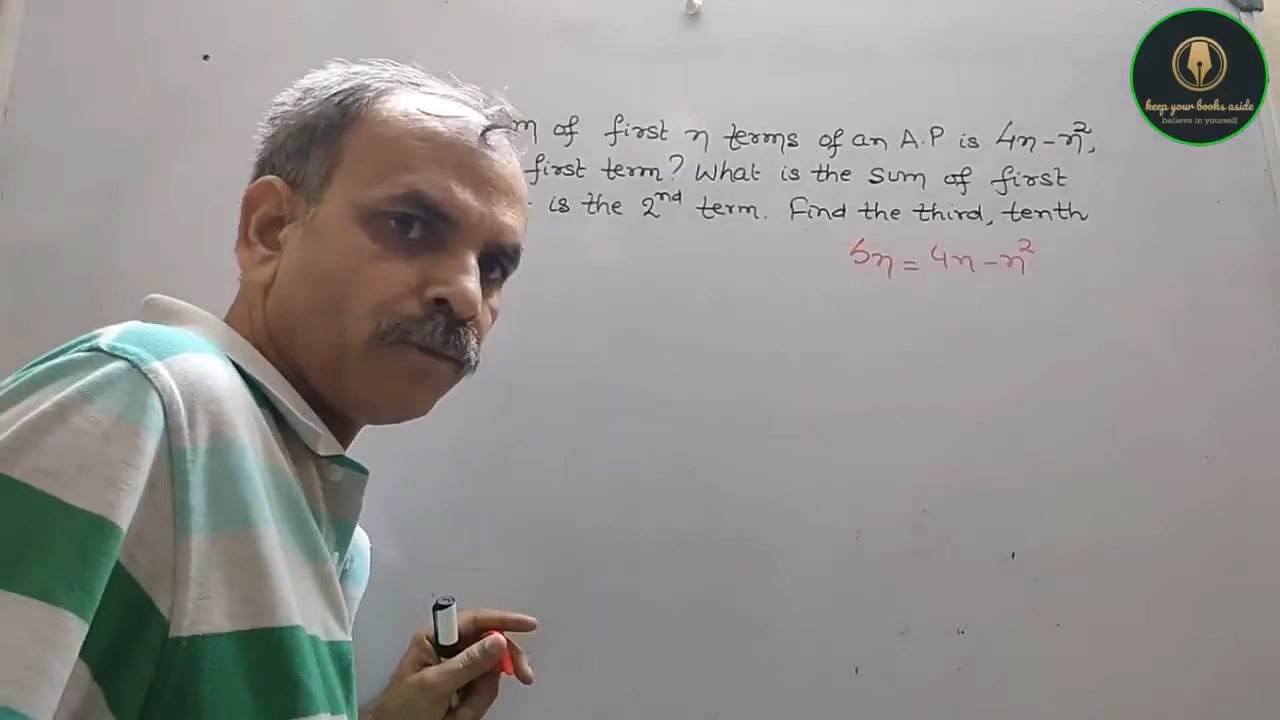 m of first n terms of an A.P is 4n-n²,
first term? What is the sum of first
is the 2nd term. Find the third, tenth
Sn = 4n - n²
keep your books aside
believe in yourself